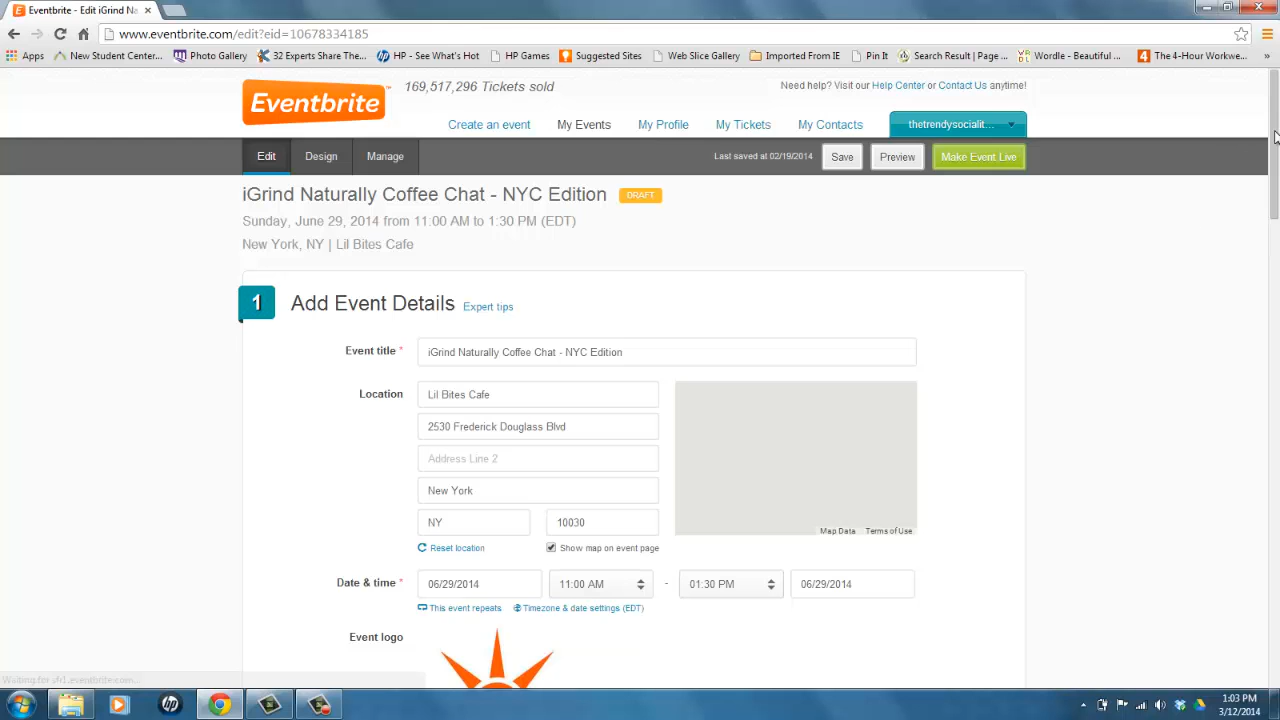 Eventbrite - Edit iGrind Na
www.eventbrite.com/edit?eid=10678334185
Apps New Student Center... Photo Gallery 32 Experts Share The... HP - See What's Hot HP Games Suggested Sites Web Slice Gallery Imported From IE Pin It Search Result | Page ... Wordle - Beautiful ... The 4-Hour Workwe...
Eventbrite
169,517,296 Tickets sold
Need help? Visit our Help Center or Contact Us anytime!
Create an event My Events My Profile My Tickets My Contacts thetrendysocialit...
Edit Design Manage Last saved at 02/19/2014 Save Preview Make Event Live
iGrind Naturally Coffee Chat - NYC Edition DRAFT
Sunday, June 29, 2014 from 11:00 AM to 1:30 PM (EDT)
New York, NY | Lil Bites Cafe
1 Add Event Details Expert tips
Event title * iGrind Naturally Coffee Chat - NYC Edition
Location Lil Bites Cafe
2530 Frederick Douglass Blvd
Address Line 2
New York
NY 10030
Map Data Terms of Use
Reset location Show map on event page
Date & time * 06/29/2014 11:00 AM - 01:30 PM 06/29/2014
This event repeats Timezone & date settings (EDT)
Event logo
1:03 PM
3/12/2014